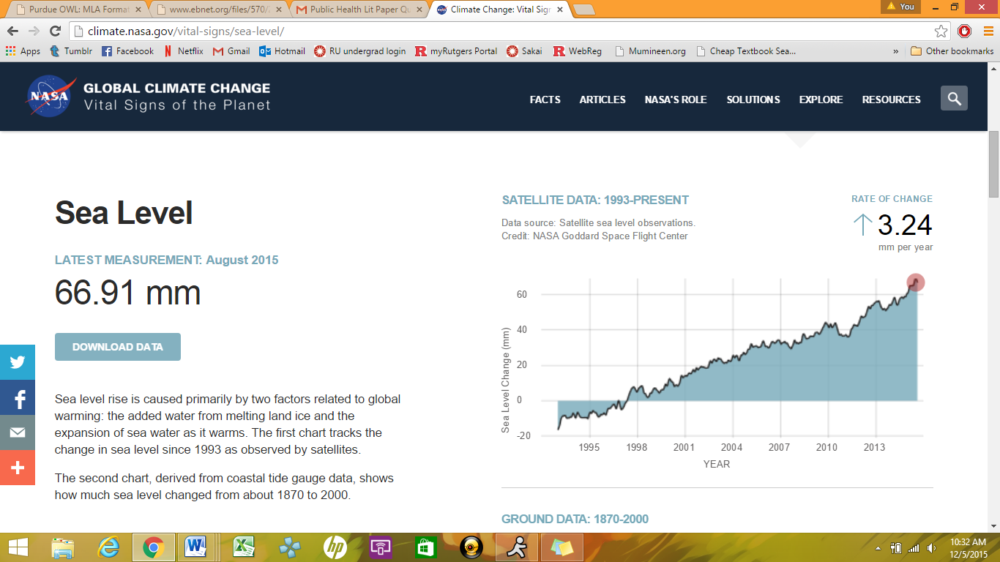 Purdue OWL: MLA Format
www.ebnet.org/files/570/
Public Health Lit Paper Qu
Climate Change: Vital Sign
You
climate.nasa.gov/vital-signs/sea-level/
Apps
Tumblr
Facebook
Netflix
Gmail
Hotmail
RU undergrad login
myRutgers Portal
Sakai
WebReg
Mumineen.org
Cheap Textbook Sea...
»
Other bookmarks
NASA
GLOBAL CLIMATE CHANGE
Vital Signs of the Planet
FACTS
ARTICLES
NASA'S ROLE
SOLUTIONS
EXPLORE
RESOURCES
Sea Level
LATEST MEASUREMENT: August 2015
66.91 mm
DOWNLOAD DATA
Sea level rise is caused primarily by two factors related to global
warming: the added water from melting land ice and the
expansion of sea water as it warms. The first chart tracks the
change in sea level since 1993 as observed by satellites.
The second chart, derived from coastal tide gauge data, shows
how much sea level changed from about 1870 to 2000.
SATELLITE DATA: 1993-PRESENT
Data source: Satellite sea level observations.
Credit: NASA Goddard Space Flight Center
RATE OF CHANGE
3.24
mm per year
Sea Level Change (mm)
60
40
20
0
-20
1995
1998
2001
2004
2007
2010
2013
YEAR
GROUND DATA: 1870-2000
10:32 AM
12/5/2015